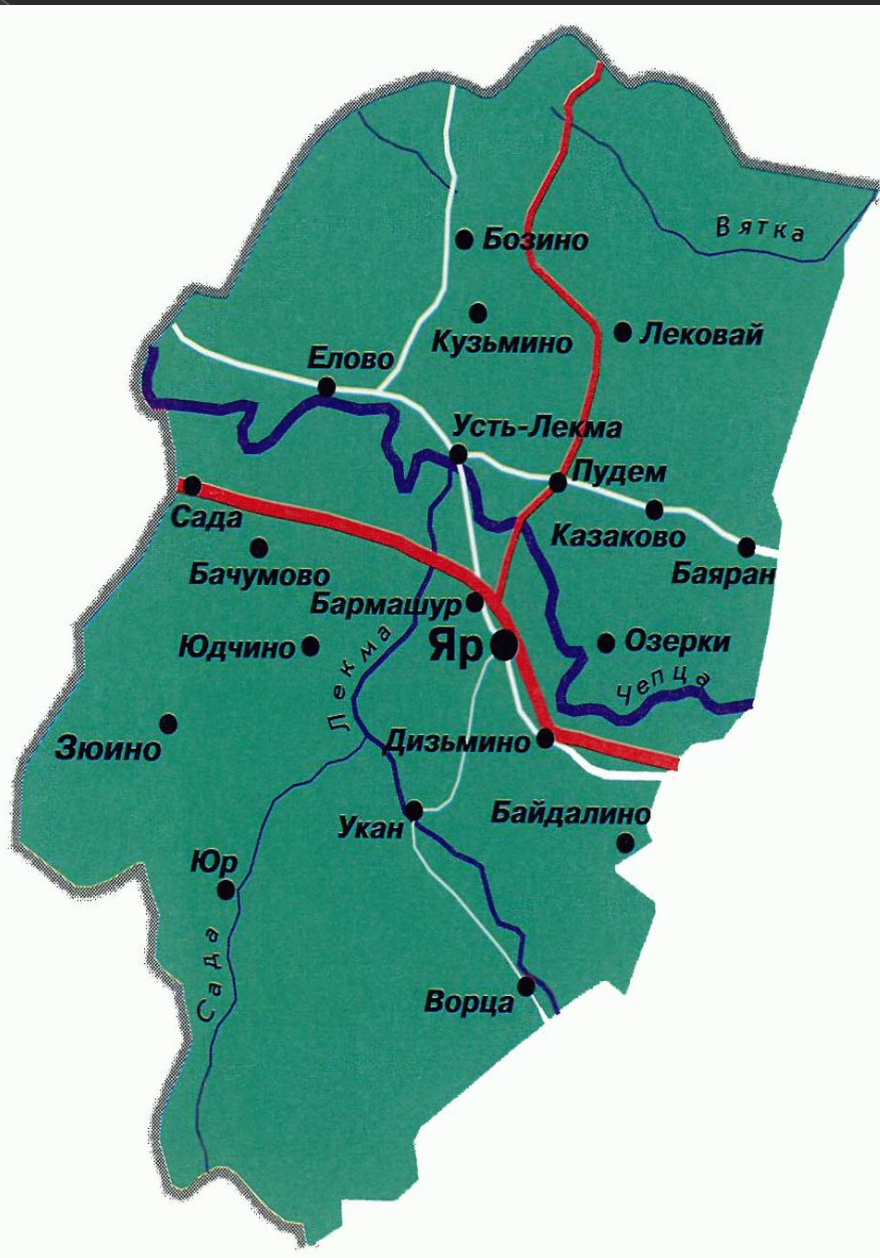 Вятка
Бозино
Кузьмино
Лековай
Елово
Усть-Лекма
Пудем
Сада
Казаково
Бачумово
Баяран
Бармашур
Яр
Озерки
Юдчино
Лекма
Чепца
Зюино
Дизьмино
Байдалино
Укан
Юр
Сада
Ворца